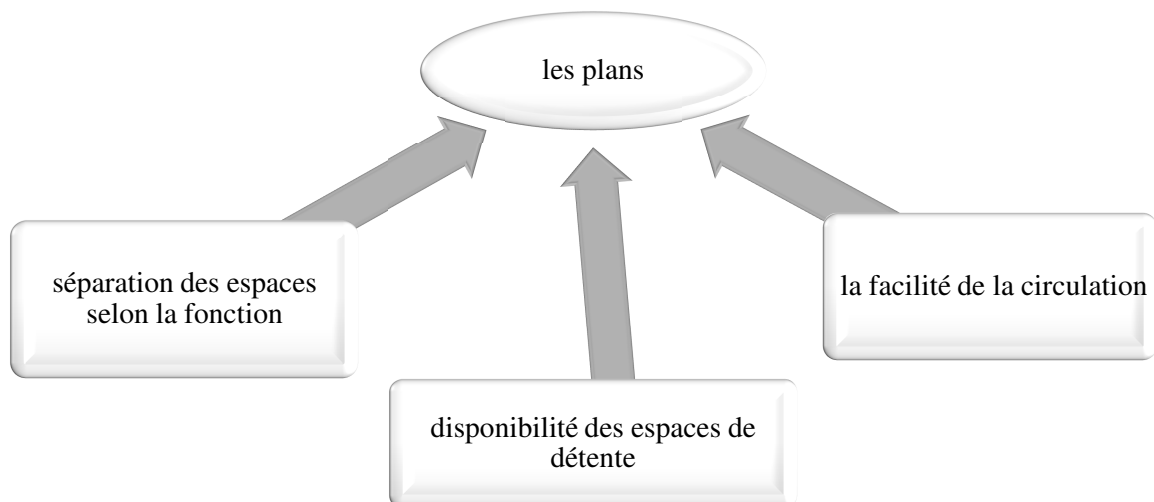 les plans
séparation des espaces
selon la fonction
la facilité de la circulation
disponibilité des espaces de
détente